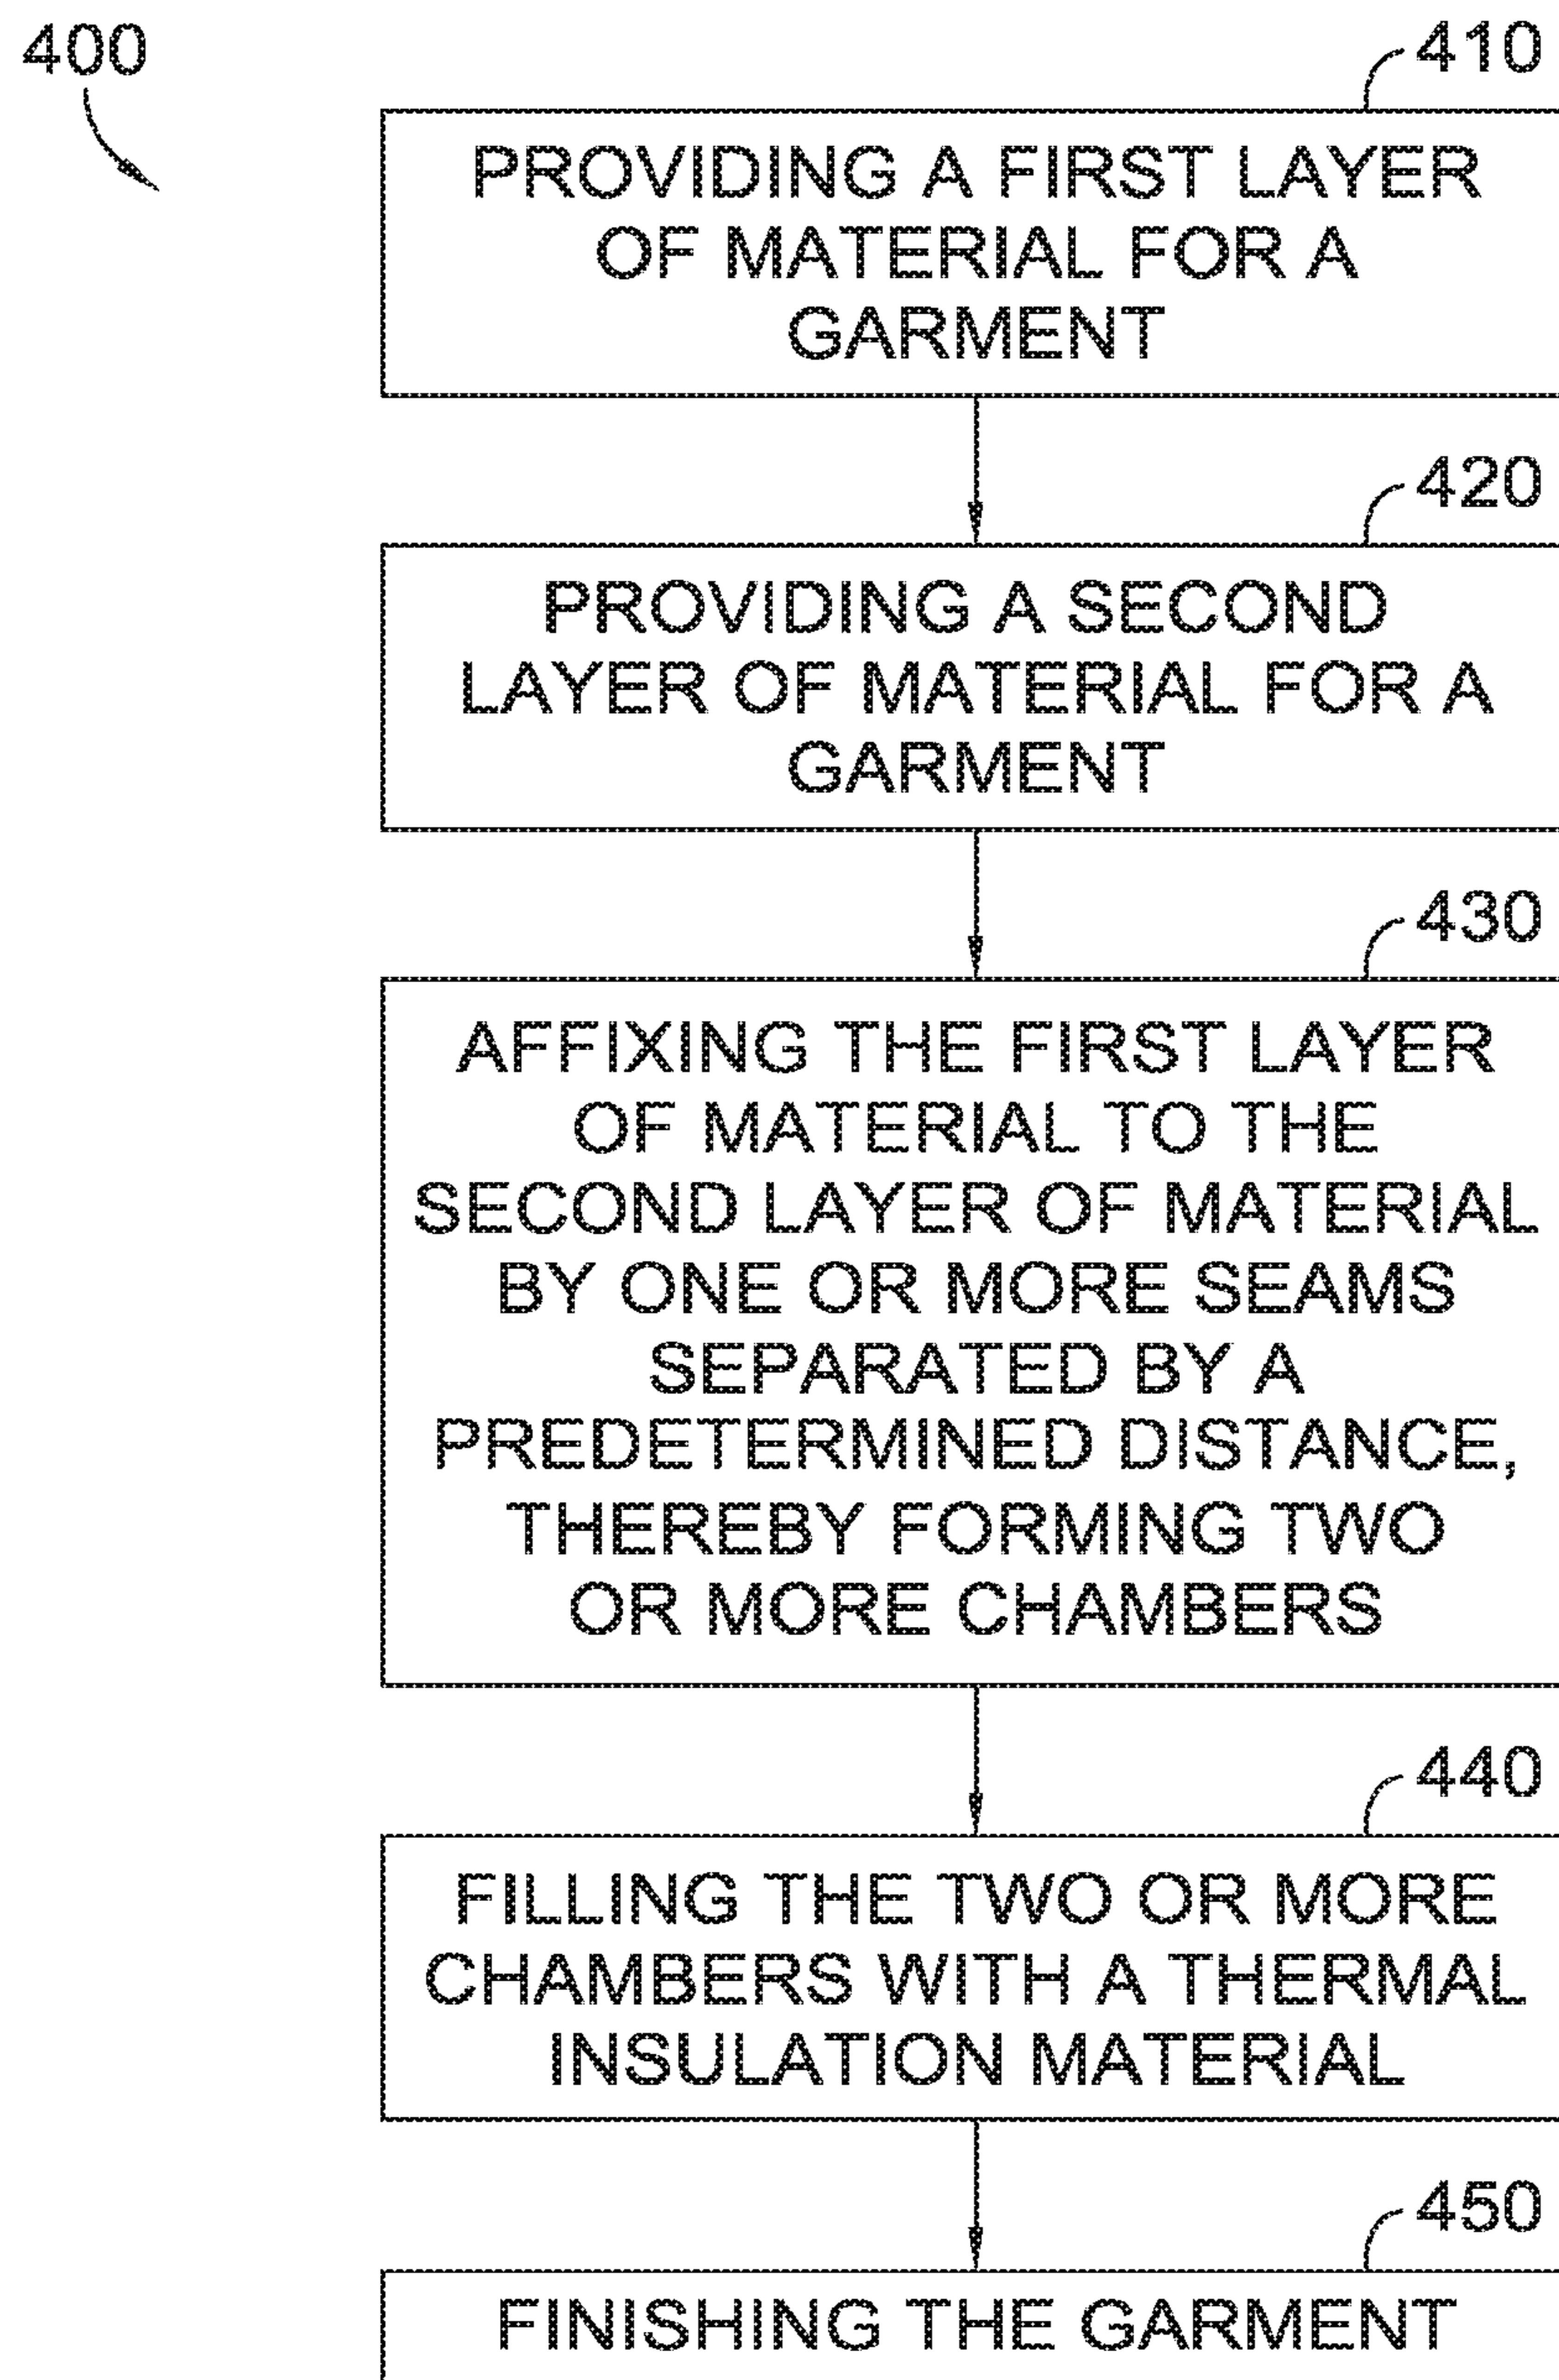 400
410
PROVIDING A FIRST LAYER
OF MATERIAL FOR A
GARMENT
420
PROVIDING A SECOND
LAYER OF MATERIAL FOR A
GARMENT
430
AFFIXING THE FIRST LAYER
OF MATERIAL TO THE
SECOND LAYER OF MATERIAL
BY ONE OR MORE SEAMS
SEPARATED BY A
PREDETERMINED DISTANCE,
THEREBY FORMING TWO
OR MORE CHAMBERS
440
FILLING THE TWO OR MORE
CHAMBERS WITH A THERMAL
INSULATION MATERIAL
450
FINISHING THE GARMENT